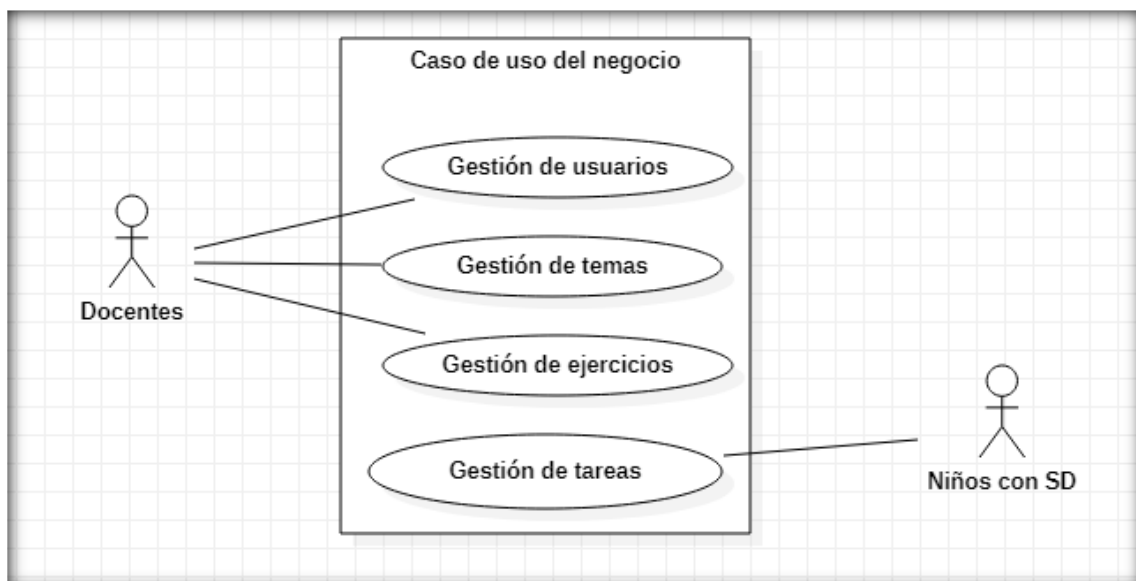 Caso de uso del negocio
Gestión de usuarios
Gestión de temas
Docentes
Gestión de ejercicios
Gestión de tareas
Niños con SD